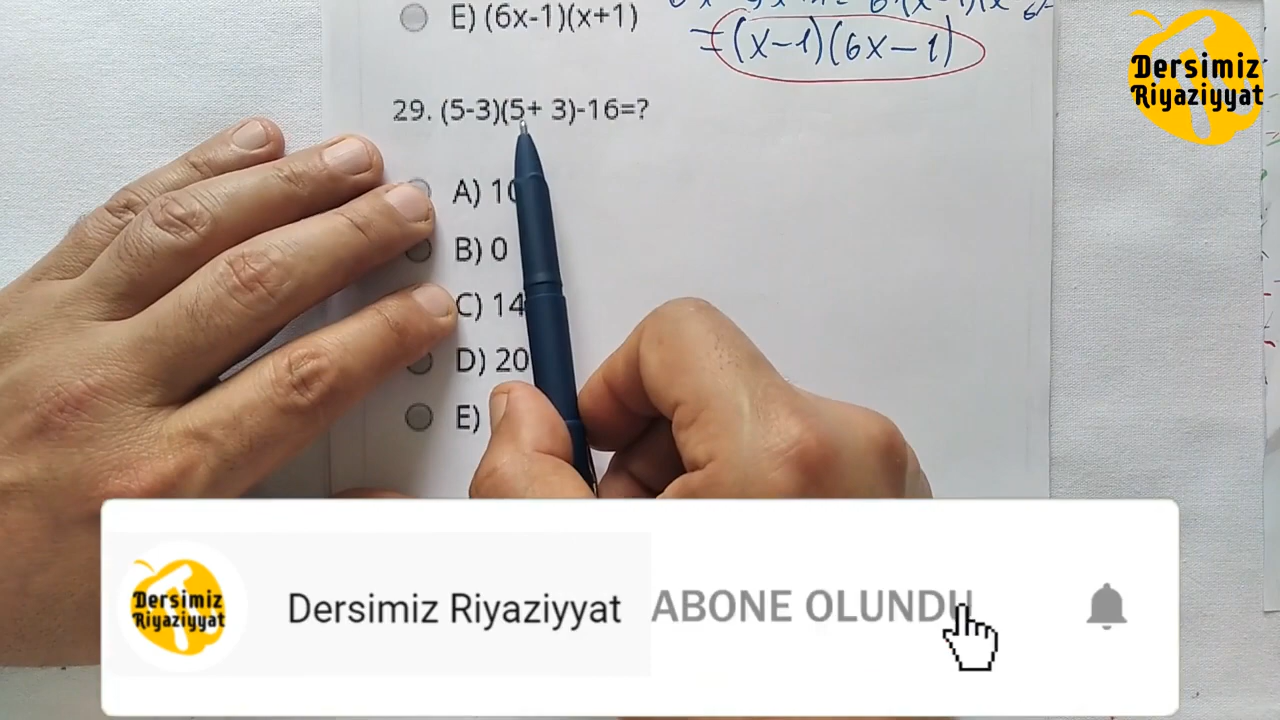 E) (6x-1)(x+1)
=(x-1)(6x-1)
29. (5-3)(5+ 3)-16=?
A) 10
B) 0
C) 14
D) 20
E)
Dersimiz
Riyaziyyat
Dersimiz
Riyaziyyat
Dersimiz Riyaziyyat
ABONE OLUNDU